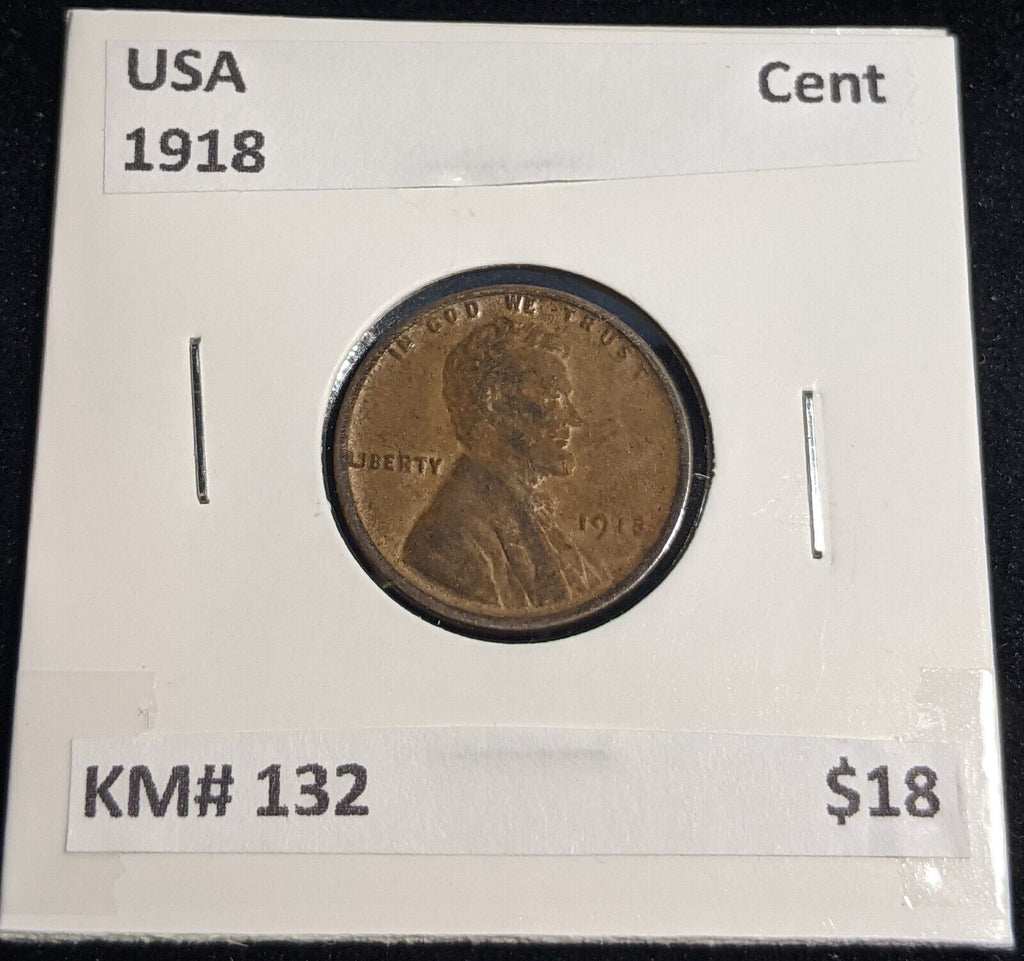 USA
Cent
1918
IN GOD WE TRUST
LIBERTY
1918
KM# 132
$18